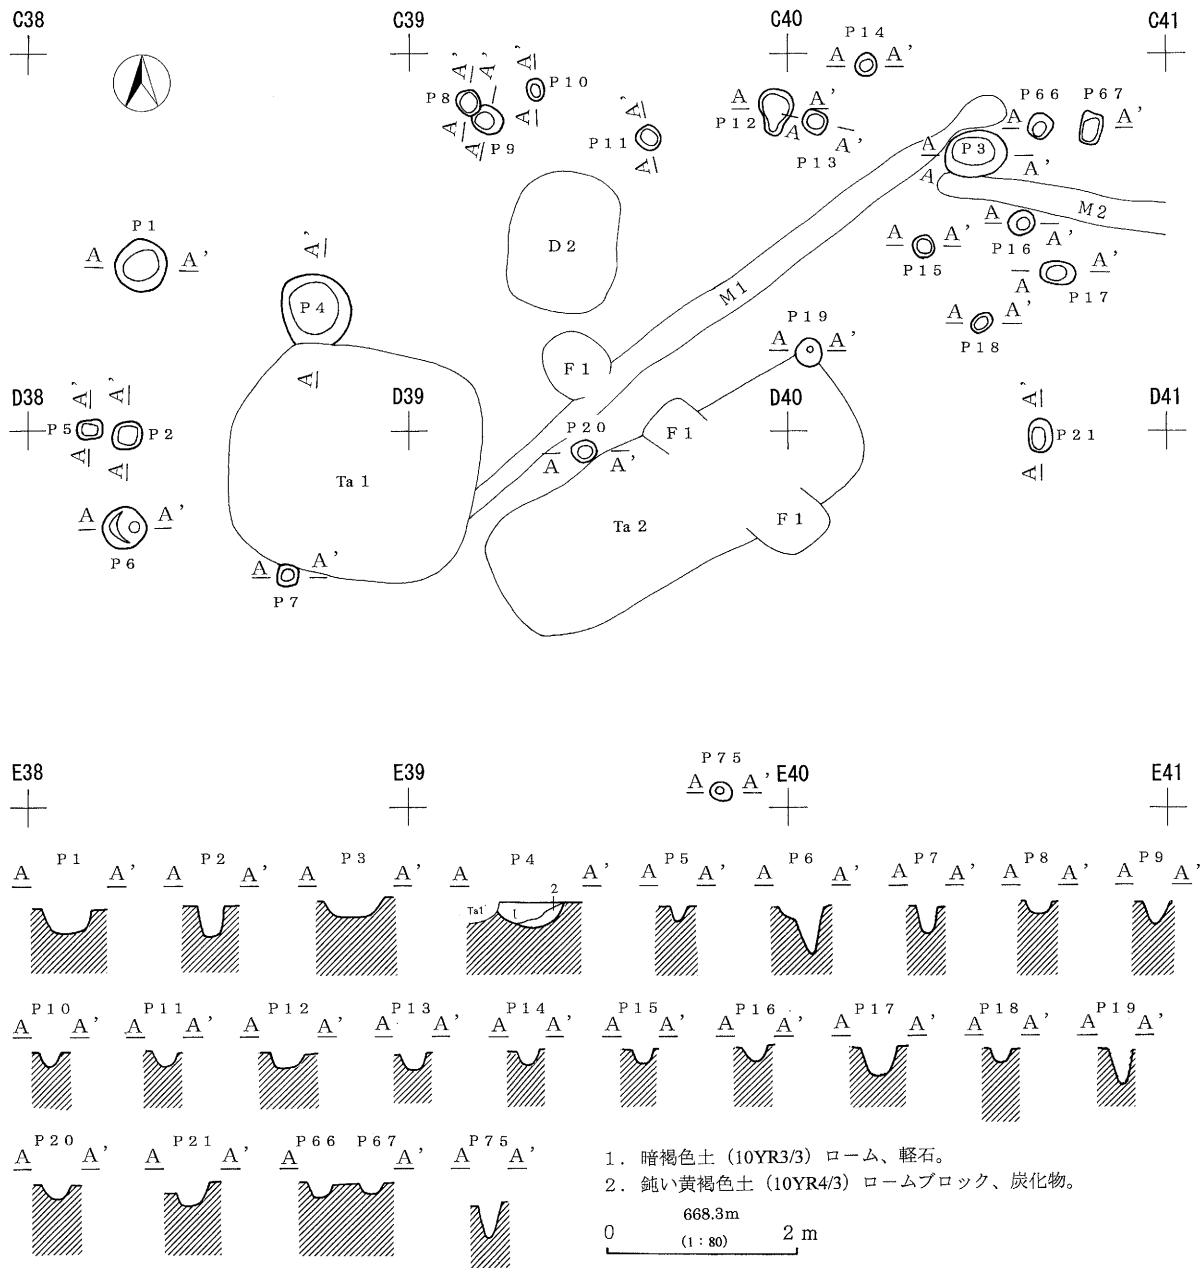 C38 C39 C40 C41
P14
A A'
P8 A' A' A' P10
A A A P9
P11 A' A
A P12 A A' P13 A'
P66 P67
A A'
A P3 A'
A M2
P1
A A'
A'
P4
A
D2
M1
A A' P15
A P16 A'
A A' P17
A A' P18
P19
A A'
F1
D38 D39 D40 D41
A' A'
P5 P2
A A
P20
A A'
F1
A'
P21
A
Ta1
Ta2
F1
A A'
P6
A A'
P7
P75
E38 E39 A A' E40 E41
A P1 A' P2 A A' A P3 A' A P4 A' A P5 A' A P6 A' A P7 A' A P8 A' A P9 A'
Ta1 1 2
A P10 A' A P11 A' A P12 A' A P13 A' A P14 A' A P15 A' A P16 A' A P17 A' A P18 A' A P19 A'
A P20 A' A P21 A' A P66 P67 A' A P75 A'
1. 暗褐色土（10YR3/3）ローム、軽石。
2. 鈍い黄褐色土（10YR4/3）ロームブロック、炭化物。
668.3m
0 (1：80) 2m